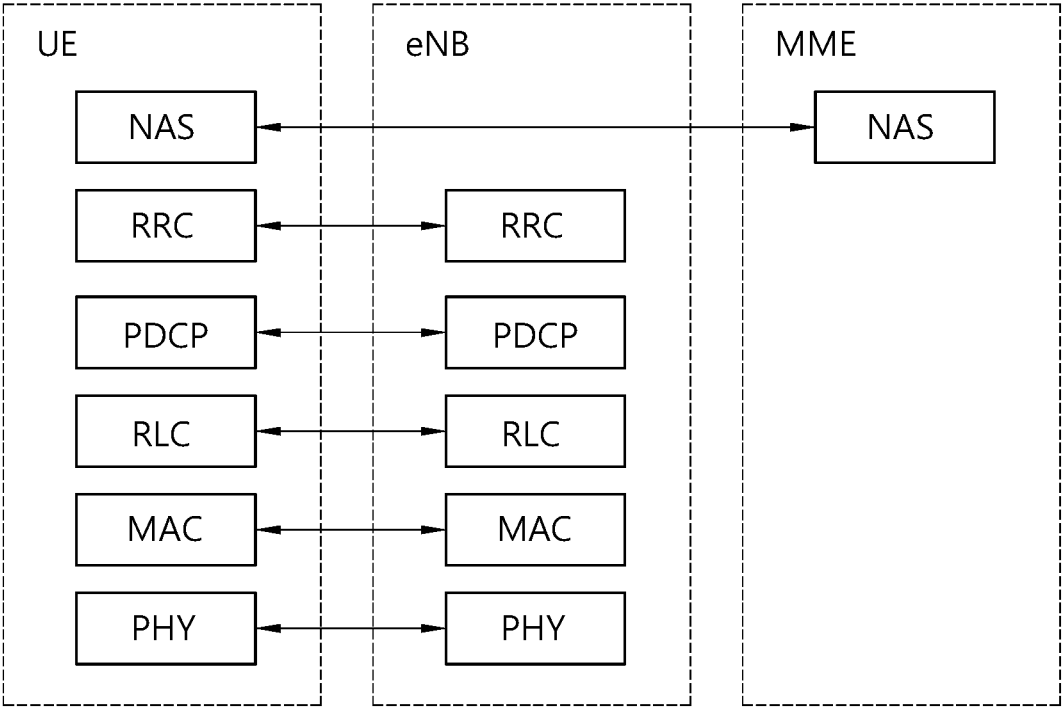 UE eNB MME
NAS NAS
RRC RRC
PDCP PDCP
RLC RLC
MAC MAC
PHY PHY